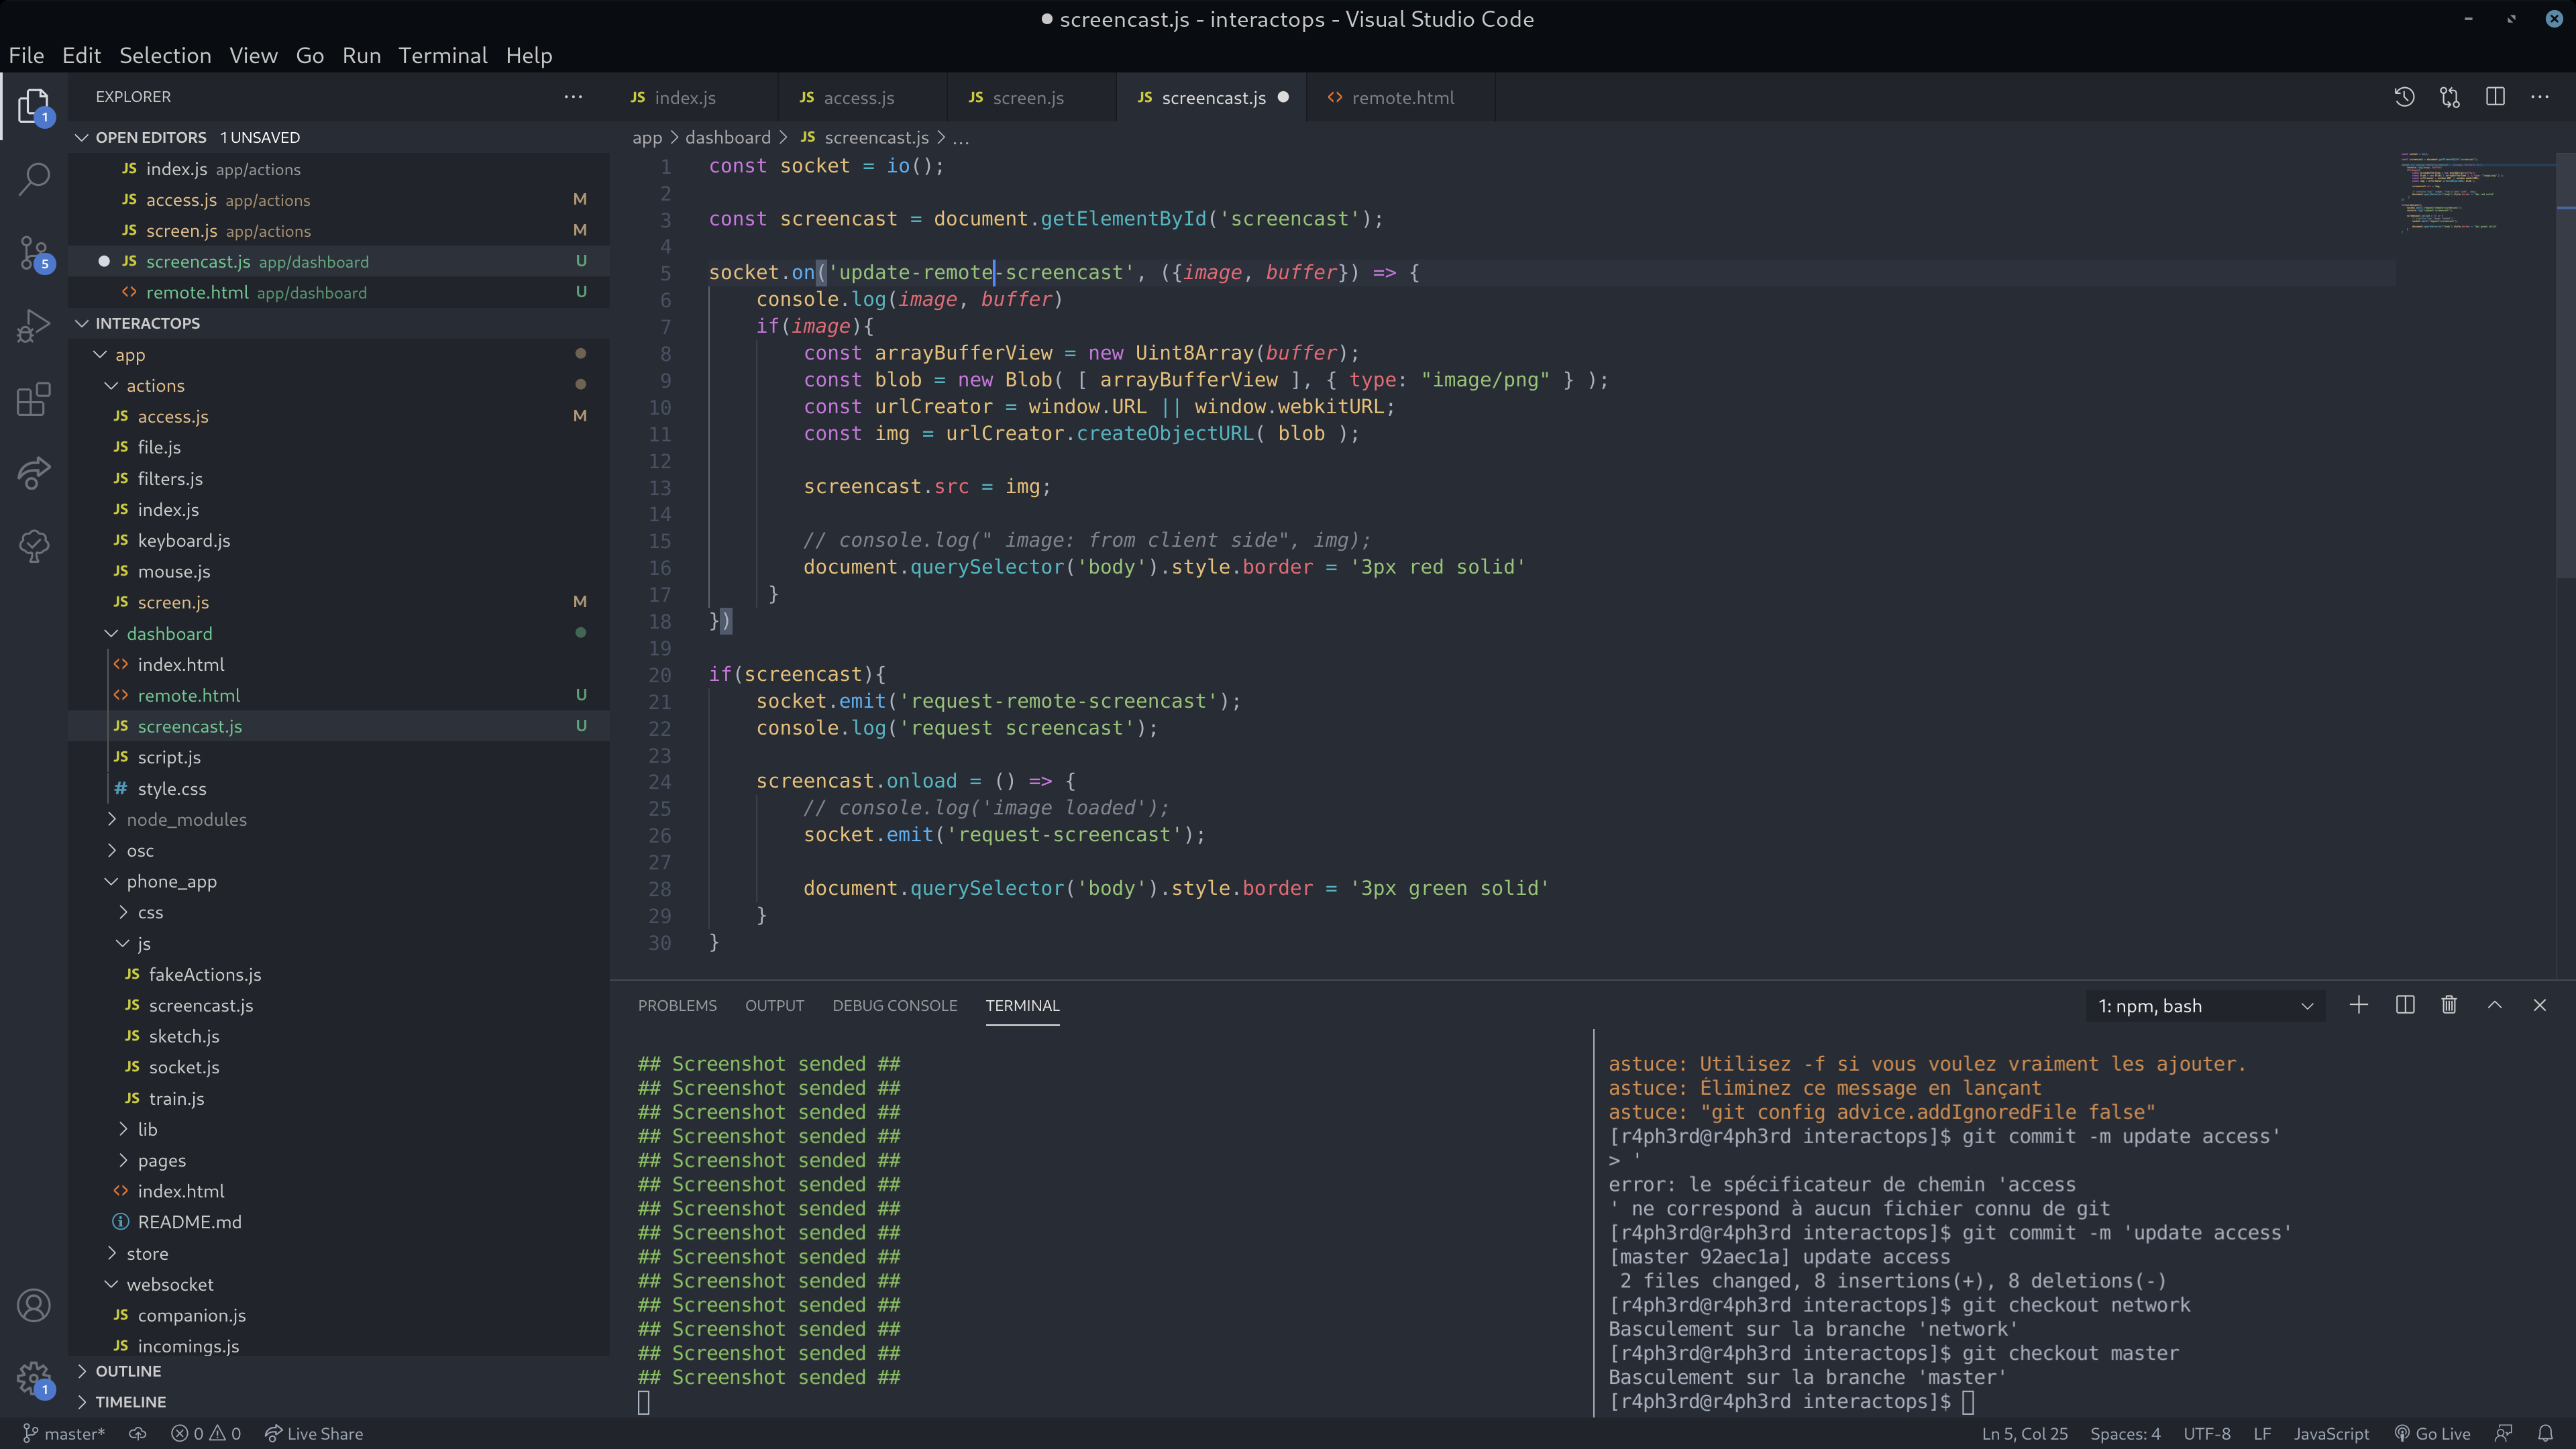 ● screencast.js - interactops - Visual Studio Code
File Edit Selection View Go Run Terminal Help
EXPLORER
OPEN EDITORS 1 UNSAVED
JS index.js app/actions
JS access.js app/actions M
JS screen.js app/actions M
● JS screencast.js app/dashboard U
<> remote.html app/dashboard U
INTERACTOPS
app
actions
JS access.js M
JS file.js
JS filters.js
JS index.js
JS keyboard.js
JS mouse.js
JS screen.js M
dashboard
<> index.html
<> remote.html U
JS screencast.js U
JS script.js
# style.css
node_modules
osc
phone_app
css
js
JS fakeActions.js
JS screencast.js
JS sketch.js
JS socket.js
JS train.js
lib
pages
<> index.html
README.md
store
websocket
JS companion.js
JS incomings.js
OUTLINE
TIMELINE
1
5
1
JS index.js JS access.js JS screen.js JS screencast.js ● <> remote.html
app > dashboard > JS screencast.js > ...
1 const socket = io();
2
3 const screencast = document.getElementById('screencast');
4
5 socket.on('update-remote-screencast', ({image, buffer}) => {
6 console.log(image, buffer)
7 if(image){
8 const arrayBufferView = new Uint8Array(buffer);
9 const blob = new Blob( [ arrayBufferView ], { type: "image/png" } );
10 const urlCreator = window.URL || window.webkitURL;
11 const img = urlCreator.createObjectURL( blob );
12
13 screencast.src = img;
14
15 // console.log(" image: from client side", img);
16 document.querySelector('body').style.border = '3px red solid'
17 }
18 })
19
20 if(screencast){
21 socket.emit('request-remote-screencast');
22 console.log('request screencast');
23
24 screencast.onload = () => {
25 // console.log('image loaded');
26 socket.emit('request-screencast');
27
28 document.querySelector('body').style.border = '3px green solid'
29 }
30 }
PROBLEMS OUTPUT DEBUG CONSOLE TERMINAL 1: npm, bash
## Screenshot sended ##
## Screenshot sended ##
## Screenshot sended ##
## Screenshot sended ##
## Screenshot sended ##
## Screenshot sended ##
## Screenshot sended ##
## Screenshot sended ##
## Screenshot sended ##
## Screenshot sended ##
## Screenshot sended ##
## Screenshot sended ##
## Screenshot sended ##
## Screenshot sended ##
astuce: Utilisez -f si vous voulez vraiment les ajouter.
astuce: Éliminez ce message en lançant
astuce: "git config advice.addIgnoredFile false"
[r4ph3rd@r4ph3rd interactops]$ git commit -m update access'
> '
error: le spécificateur de chemin 'access
' ne correspond à aucun fichier connu de git
[r4ph3rd@r4ph3rd interactops]$ git commit -m 'update access'
[master 92aec1a] update access
2 files changed, 8 insertions(+), 8 deletions(-)
[r4ph3rd@r4ph3rd interactops]$ git checkout network
Basculement sur la branche 'network'
[r4ph3rd@r4ph3rd interactops]$ git checkout master
Basculement sur la branche 'master'
[r4ph3rd@r4ph3rd interactops]$
master* 0 0 Live Share Ln 5, Col 25 Spaces: 4 UTF-8 LF JavaScript Go Live